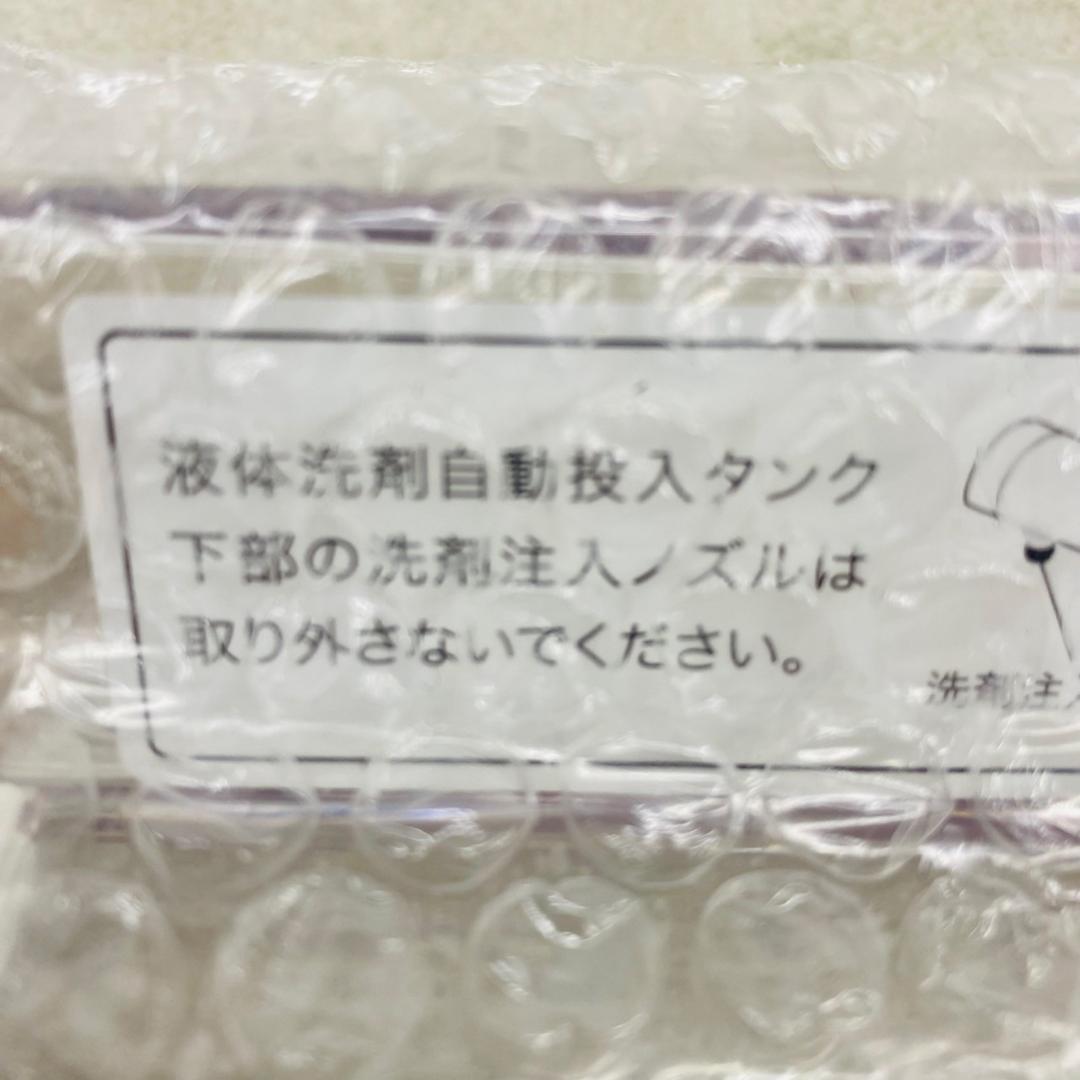 液体洗剤自動投入タンク
下部の洗剤注入ノズルは
取り外さないでください。
洗剤注入